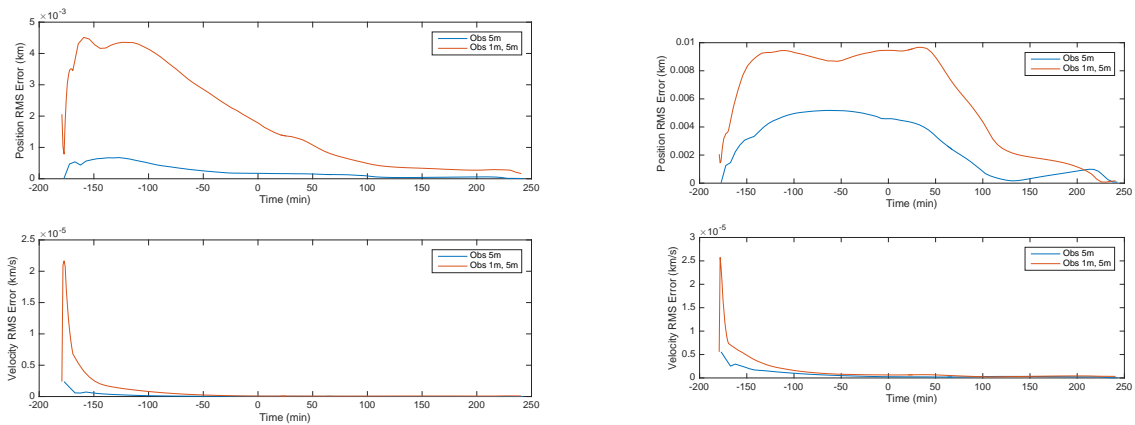 ×10⁻³
5
4
3
2
1
0
Position RMS Error (km)
-200 -150 -100 -50 0 50 100 150 200 250
Time (min)
Obs 5m
Obs 1m, 5m
0.01
0.008
0.006
0.004
0.002
0
Position RMS Error (km)
-200 -150 -100 -50 0 50 100 150 200 250
Time (min)
Obs 5m
Obs 1m, 5m
×10⁻⁵
2.5
2
1.5
1
0.5
0
Velocity RMS Error (km/s)
-200 -150 -100 -50 0 50 100 150 200 250
Time (min)
Obs 5m
Obs 1m, 5m
×10⁻⁵
3
2.5
2
1.5
1
0.5
0
Velocity RMS Error (km/s)
-200 -150 -100 -50 0 50 100 150 200 250
Time (min)
Obs 5m
Obs 1m, 5m